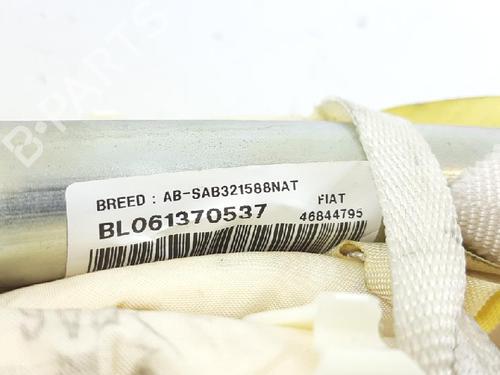 B-PARTS
BREED : AB-SAB321588NAT
FIAT
BL061370537
46844795